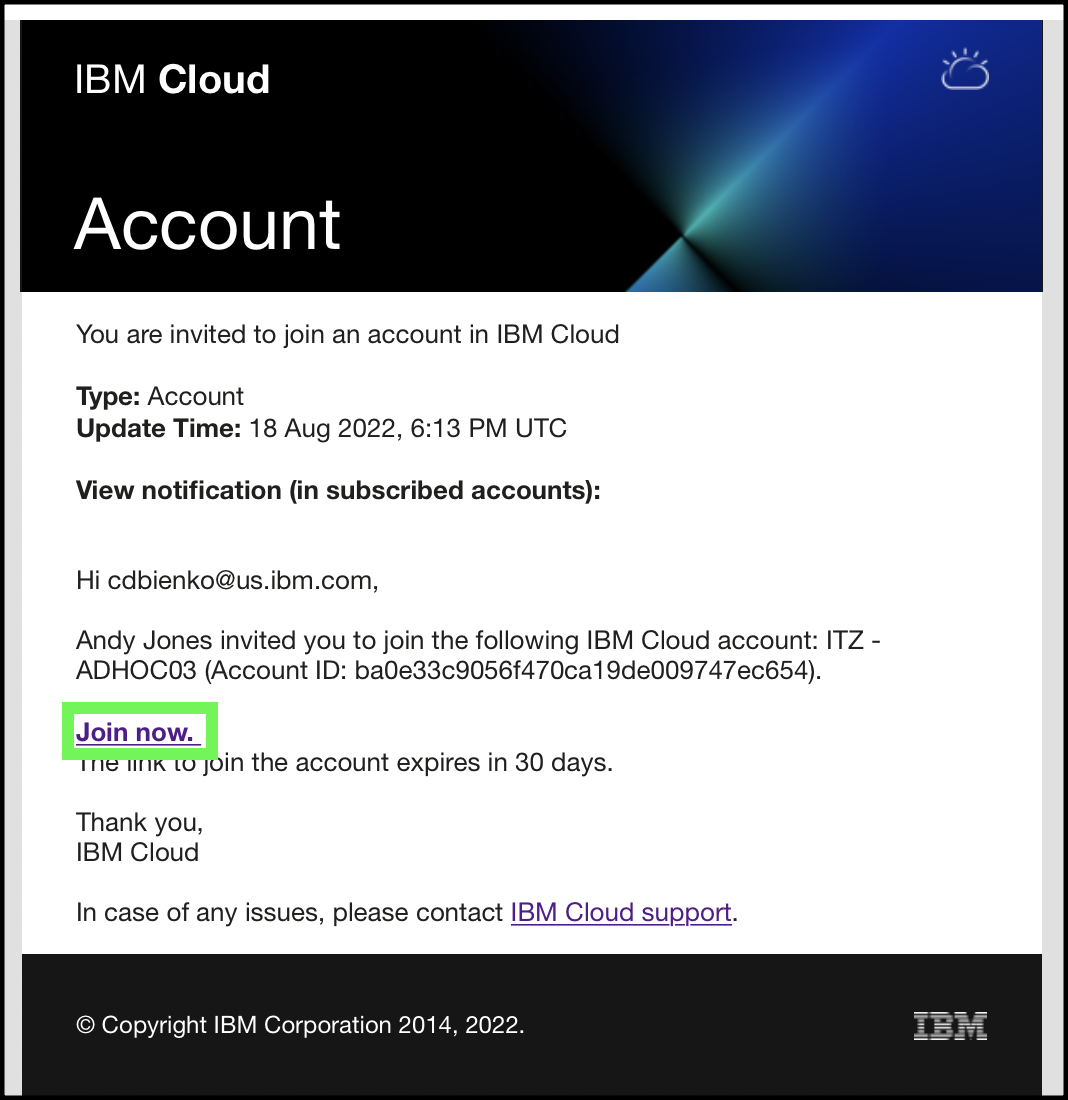 IBM Cloud
Account
You are invited to join an account in IBM Cloud
Type: Account
Update Time: 18 Aug 2022, 6:13 PM UTC
View notification (in subscribed accounts):
Hi cdbienko@us.ibm.com,
Andy Jones invited you to join the following IBM Cloud account: ITZ -
ADHOC03 (Account ID: ba0e33c9056f470ca19de009747ec654).
Join now.
The link to join the account expires in 30 days.
Thank you,
IBM Cloud
In case of any issues, please contact IBM Cloud support.
© Copyright IBM Corporation 2014, 2022.
IBM